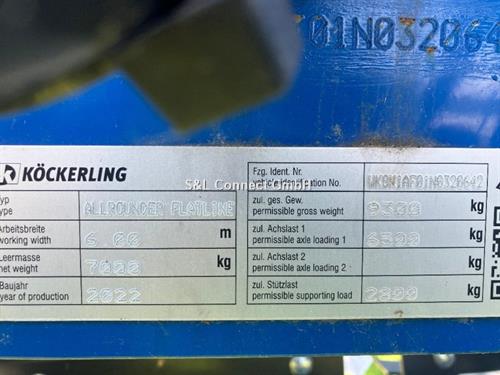 01N0320642
KÖCKERLING
S&L Connect GmbH
Typ
type
ALLROUNDER FLATLINE
Arbeitsbreite
working width
6.00 m
Leermasse
net weight
7000 kg
Baujahr
year of production
2022
Fzg. Ident. Nr.
vehicle identification No.
zul. ges. Gew.
permissible gross weight
9300 kg
zul. Achslast 1
permissible axle loading 1
6500 kg
zul. Achslast 2
permissible axle loading 2
kg
zul. Stützlast
permissible supporting load
2800 kg